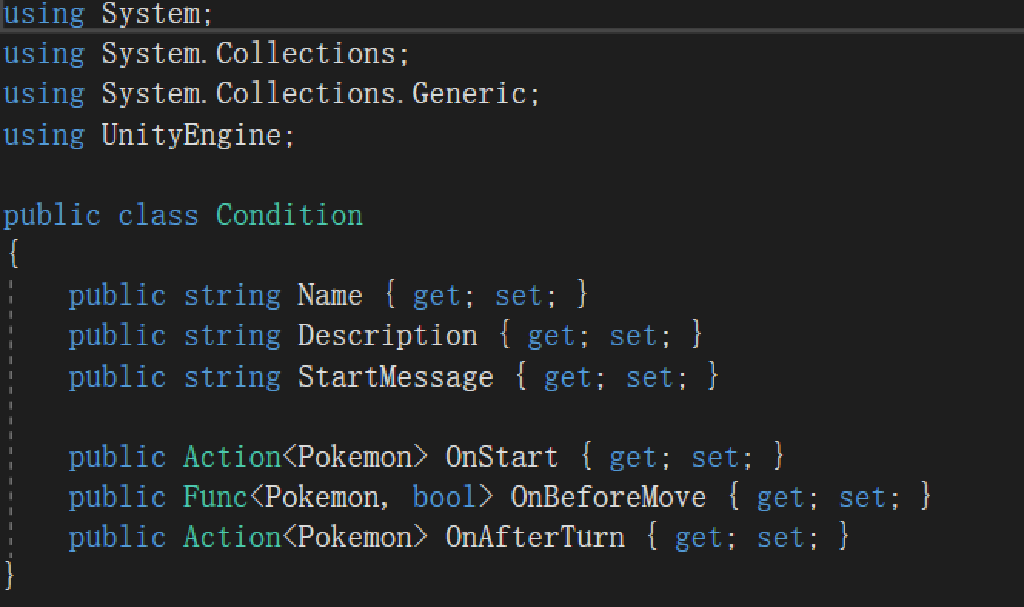 using System;
using System.Collections;
using System.Collections.Generic;
using UnityEngine;
public class Condition
{
public string Name { get; set; }
public string Description { get; set; }
public string StartMessage { get; set; }
public Action<Pokemon> OnStart { get; set; }
public Func<Pokemon, bool> OnBeforeMove { get; set; }
public Action<Pokemon> OnAfterTurn { get; set; }
}